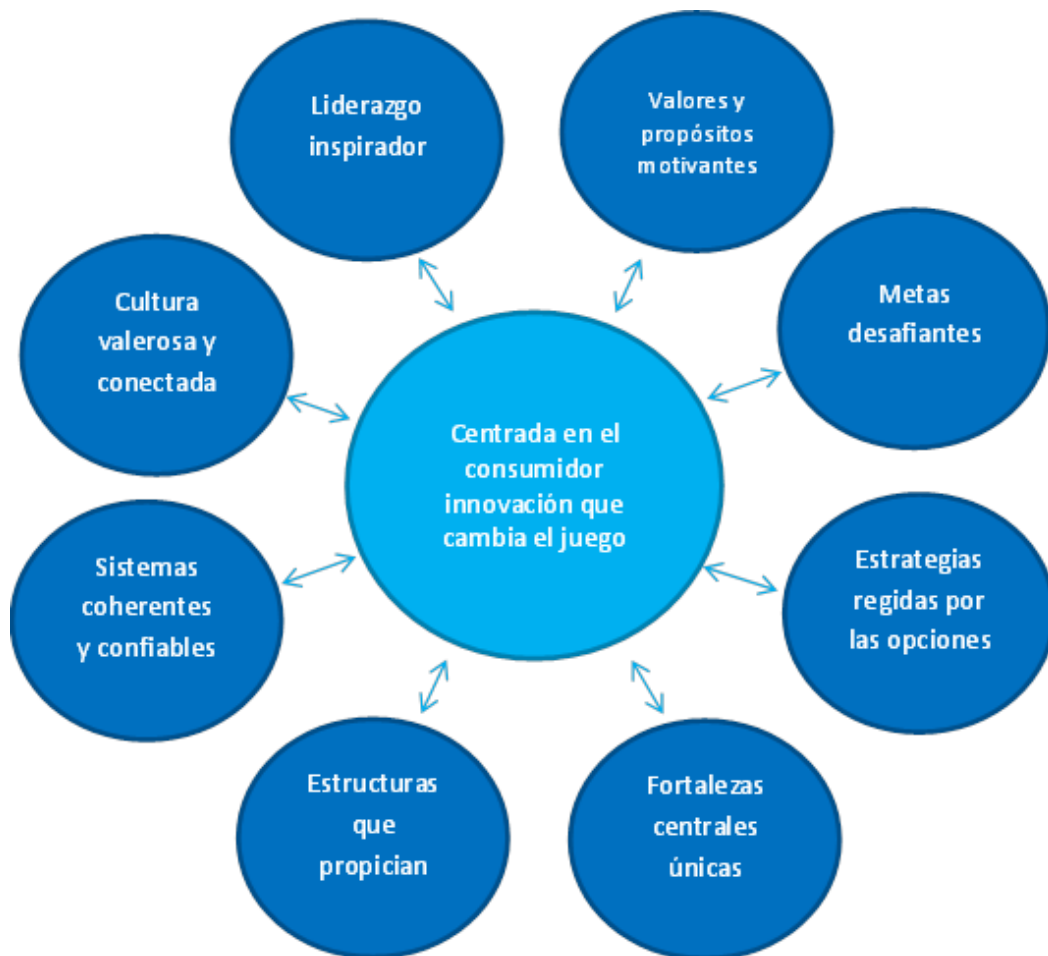 Liderazgo
inspirador
Valores y
propósitos
motivantes
Metas
desafiantes
Estrategias
regidas por
las opciones
Fortalezas
centrales
únicas
Estructuras
que
propician
Sistemas
coherentes
y confiables
Cultura
valerosa y
conectada
Centrada en el
consumidor
innovación que
cambia el juego